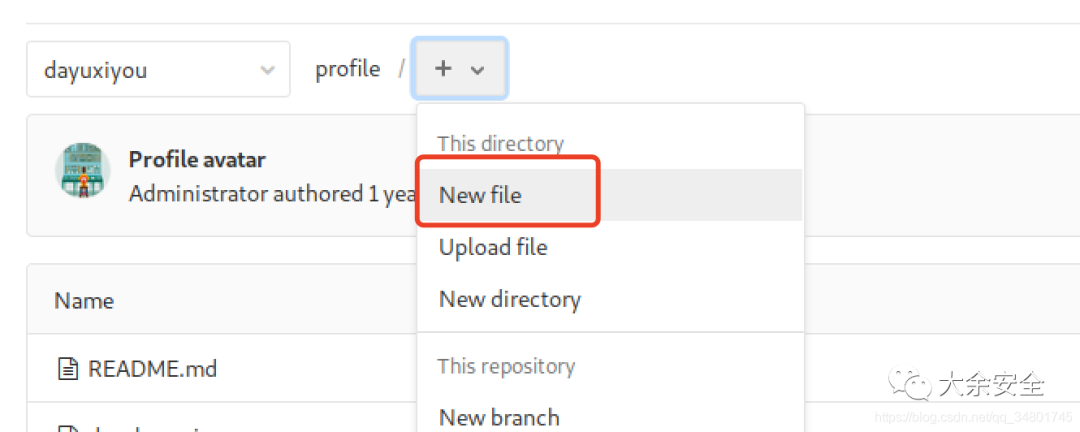 dayuxiyou profile / +
Profile avatar
Administrator authored 1 yea
This directory
New file
Upload file
New directory
Name
README.md
This repository
New branch
大余安全
https://blog.csdn.net/qq_34801745